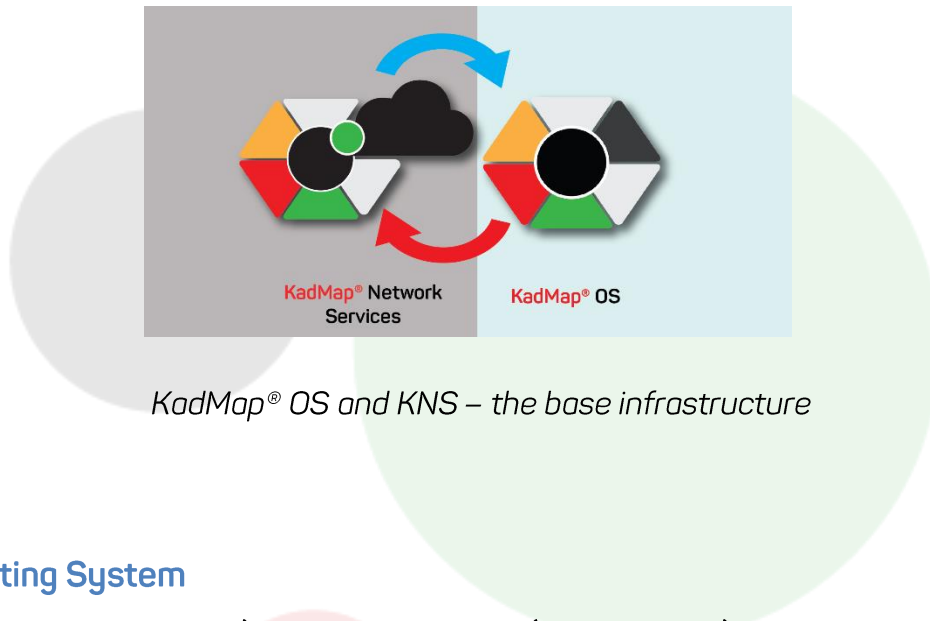 KadMap® Network
Services
KadMap® OS
KadMap® OS and KNS – the base infrastructure
ting System